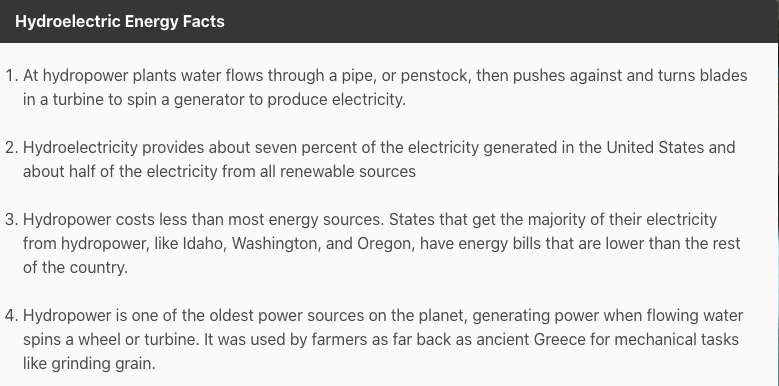 Hydroelectric Energy Facts
1. At hydropower plants water flows through a pipe, or penstock, then pushes against and turns blades
in a turbine to spin a generator to produce electricity.
2. Hydroelectricity provides about seven percent of the electricity generated in the United States and
about half of the electricity from all renewable sources
3. Hydropower costs less than most energy sources. States that get the majority of their electricity
from hydropower, like Idaho, Washington, and Oregon, have energy bills that are lower than the rest
of the country.
4. Hydropower is one of the oldest power sources on the planet, generating power when flowing water
spins a wheel or turbine. It was used by farmers as far back as ancient Greece for mechanical tasks
like grinding grain.